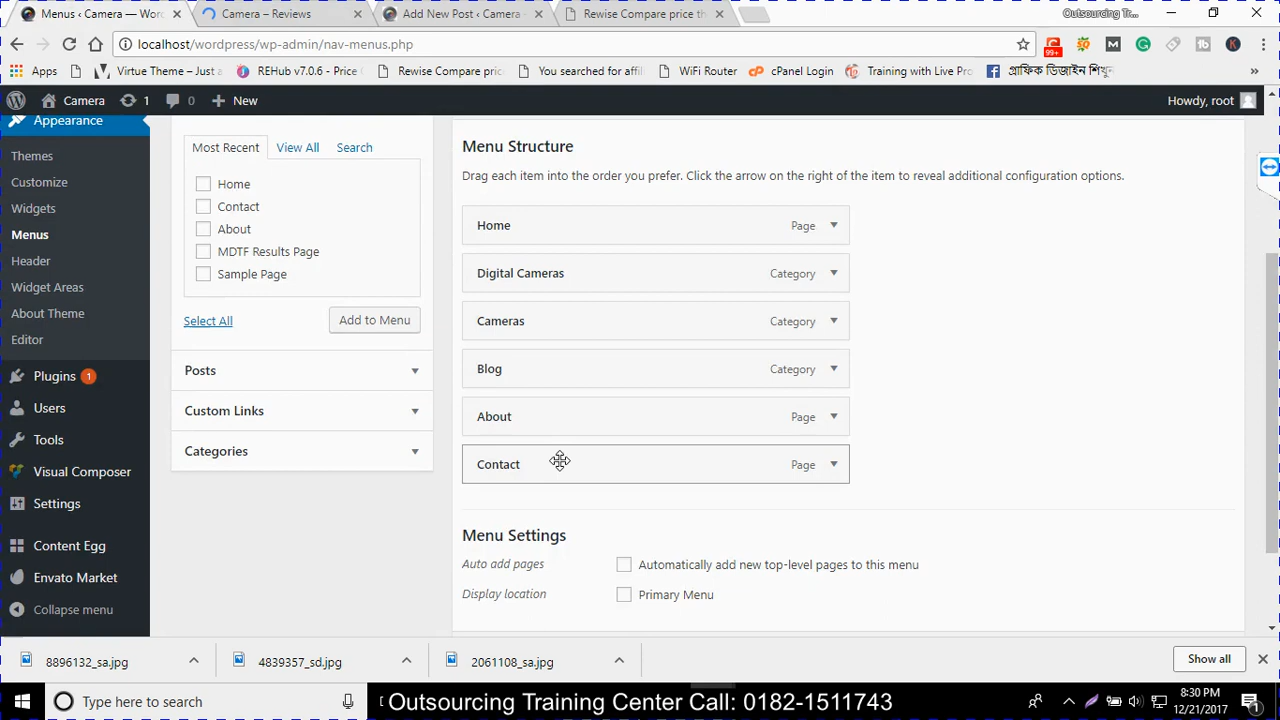 Menus ‹ Camera — Wor
Camera – Reviews
Add New Post ‹ Camera
Rewise Compare price th
Outsourcing Tr...
localhost/wordpress/wp-admin/nav-menus.php
99+
Apps
Virtue Theme – Just a
REHub v7.0.6 - Pr
Rewise Compare price
You searched for affil
WiFi Router
cPanel Login
Training with Live Pro
গ্রাফিক ডিজাইন শিখুন
»
Camera
1
0
New
Howdy, root
Appearance
Themes
Customize
Widgets
Menus
Header
Widget Areas
About Theme
Editor
Plugins 1
Users
Tools
Visual Composer
Settings
Content Egg
Envato Market
Collapse menu
Most Recent
View All
Search
Home
Contact
About
MDTF Results Page
Sample Page
Select All
Add to Menu
Posts
Custom Links
Categories
Menu Structure
Drag each item into the order you prefer. Click the arrow on the right of the item to reveal additional configuration options.
Home
Page
Digital Cameras
Category
Cameras
Category
Blog
Category
About
Page
Contact
Page
Menu Settings
Auto add pages
Automatically add new top-level pages to this menu
Display location
Primary Menu
8896132_sa.jpg
4839357_sd.jpg
2061108_sa.jpg
Show all
Type here to search
Outsourcing Training Center Call: 0182-1511743
8:30 PM
12/21/2017